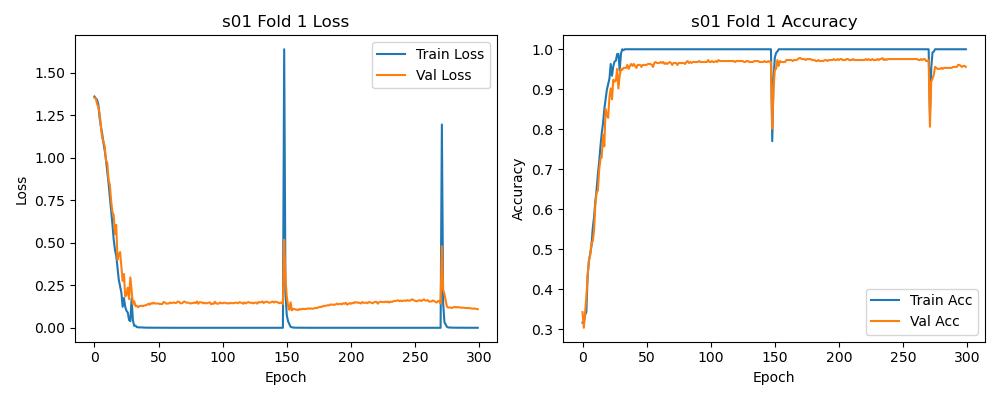 s01 Fold 1 Loss
Train Loss
Val Loss
1.50
1.25
1.00
0.75
0.50
0.25
0.00
Loss
0
50
100
150
200
250
300
Epoch
s01 Fold 1 Accuracy
1.0
0.9
0.8
0.7
0.6
0.5
0.4
0.3
Accuracy
Train Acc
Val Acc
0
50
100
150
200
250
300
Epoch